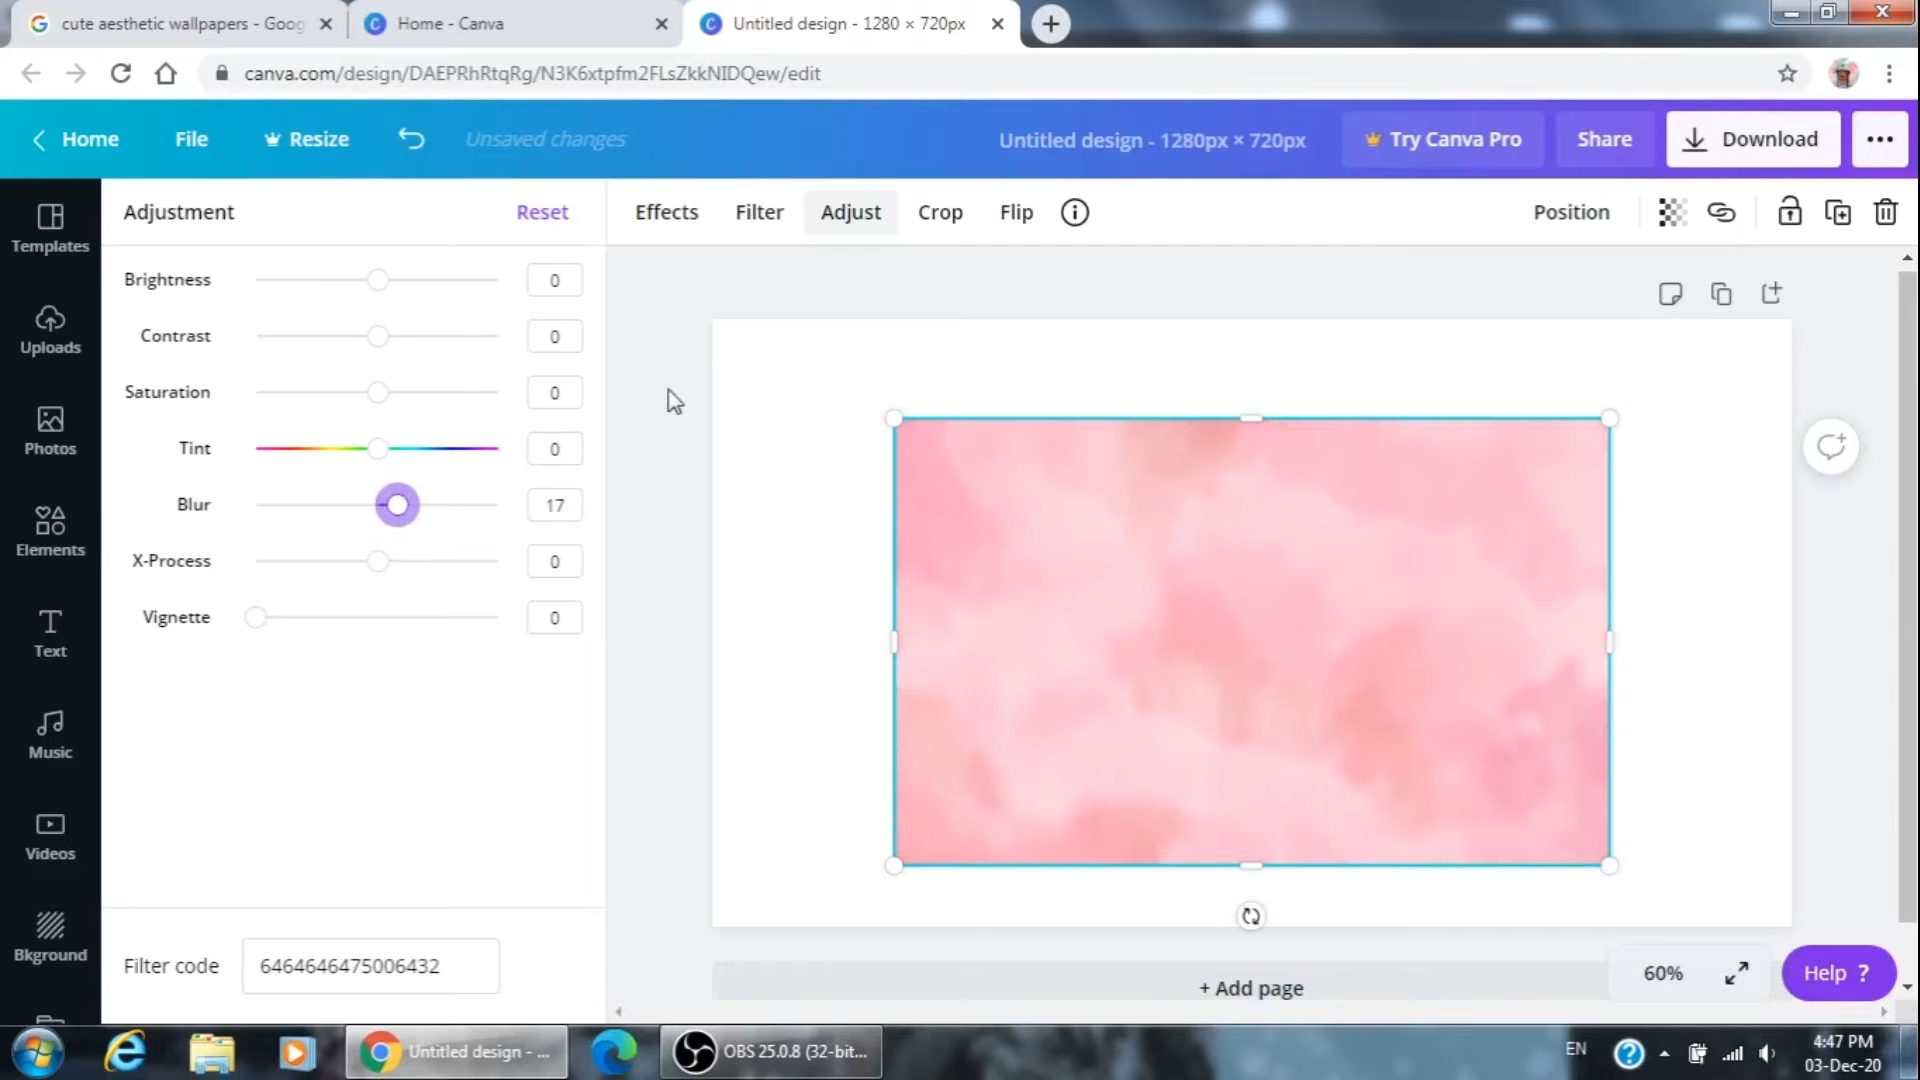 cute aesthetic wallpapers - Goog
Home - Canva
Untitled design - 1280 × 720px
canva.com/design/DAEPRhRtqRg/N3K6xtpfm2FLsZkkNIDQew/edit
Home
File
Resize
Unsaved changes
Untitled design - 1280px × 720px
Try Canva Pro
Share
Download
Templates
Uploads
Photos
Elements
Text
Music
Videos
Bkground
Adjustment
Reset
Effects
Filter
Adjust
Crop
Flip
Position
Brightness 0
Contrast 0
Saturation 0
Tint 0
Blur 17
X-Process 0
Vignette 0
Filter code 6464646475006432
+ Add page
60%
Help ?
Untitled design - ...
OBS 25.0.8 (32-bit...
EN
4:47 PM
03-Dec-20